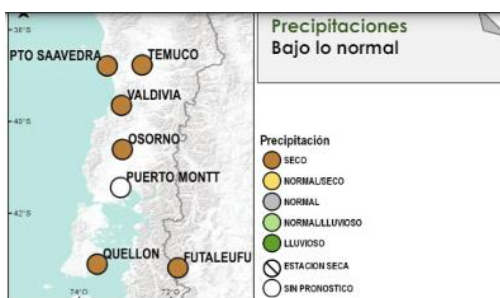 Precipitaciones
Bajo lo normal
36°S
PTO SAAVEDRA
TEMUCO
VALDIVIA
40°S
OSORNO
PUERTO MONTT
42°S
QUELLON
FUTALEUFU
74°O
72°O
Precipitación
SECO
NORMAL/SECO
NORMAL
NORMAL/LLUVIOSO
LLUVIOSO
ESTACION SECA
SIN PRONOSTICO